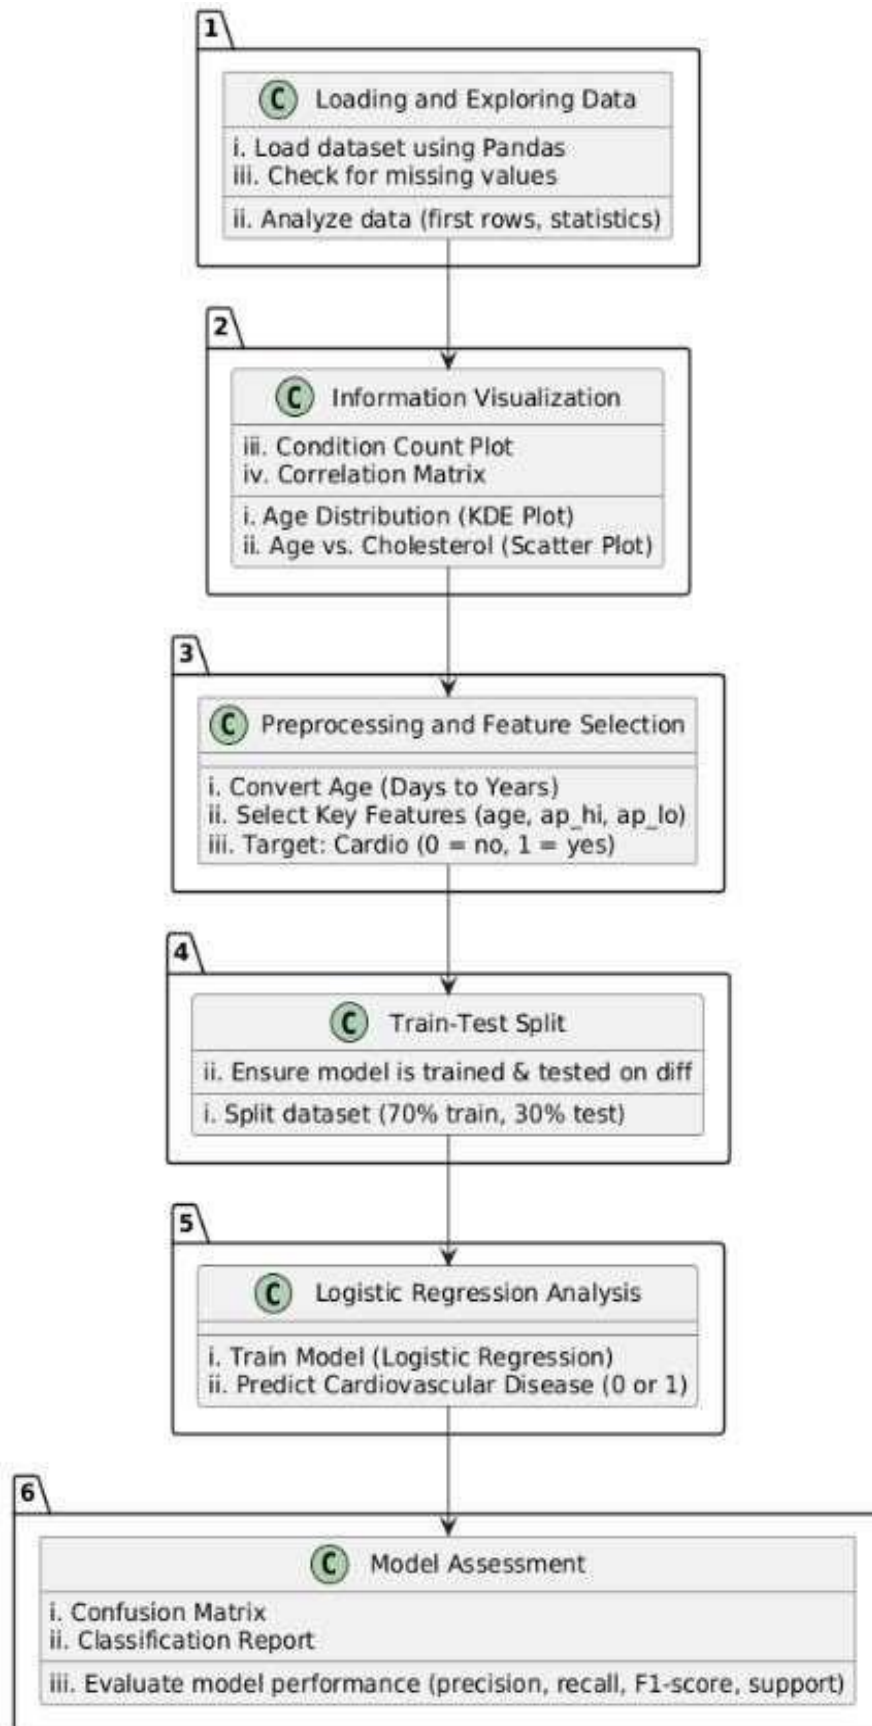 1
C Loading and Exploring Data
i. Load dataset using Pandas
iii. Check for missing values
ii. Analyze data (first rows, statistics)
2
C Information Visualization
iii. Condition Count Plot
iv. Correlation Matrix
i. Age Distribution (KDE Plot)
ii. Age vs. Cholesterol (Scatter Plot)
3
C Preprocessing and Feature Selection
i. Convert Age (Days to Years)
ii. Select Key Features (age, ap_hi, ap_lo)
iii. Target: Cardio (0 = no, 1 = yes)
4
C Train-Test Split
ii. Ensure model is trained & tested on diff
i. Split dataset (70% train, 30% test)
5
C Logistic Regression Analysis
i. Train Model (Logistic Regression)
ii. Predict Cardiovascular Disease (0 or 1)
6
C Model Assessment
i. Confusion Matrix
ii. Classification Report
iii. Evaluate model performance (precision, recall, F1-score, support)